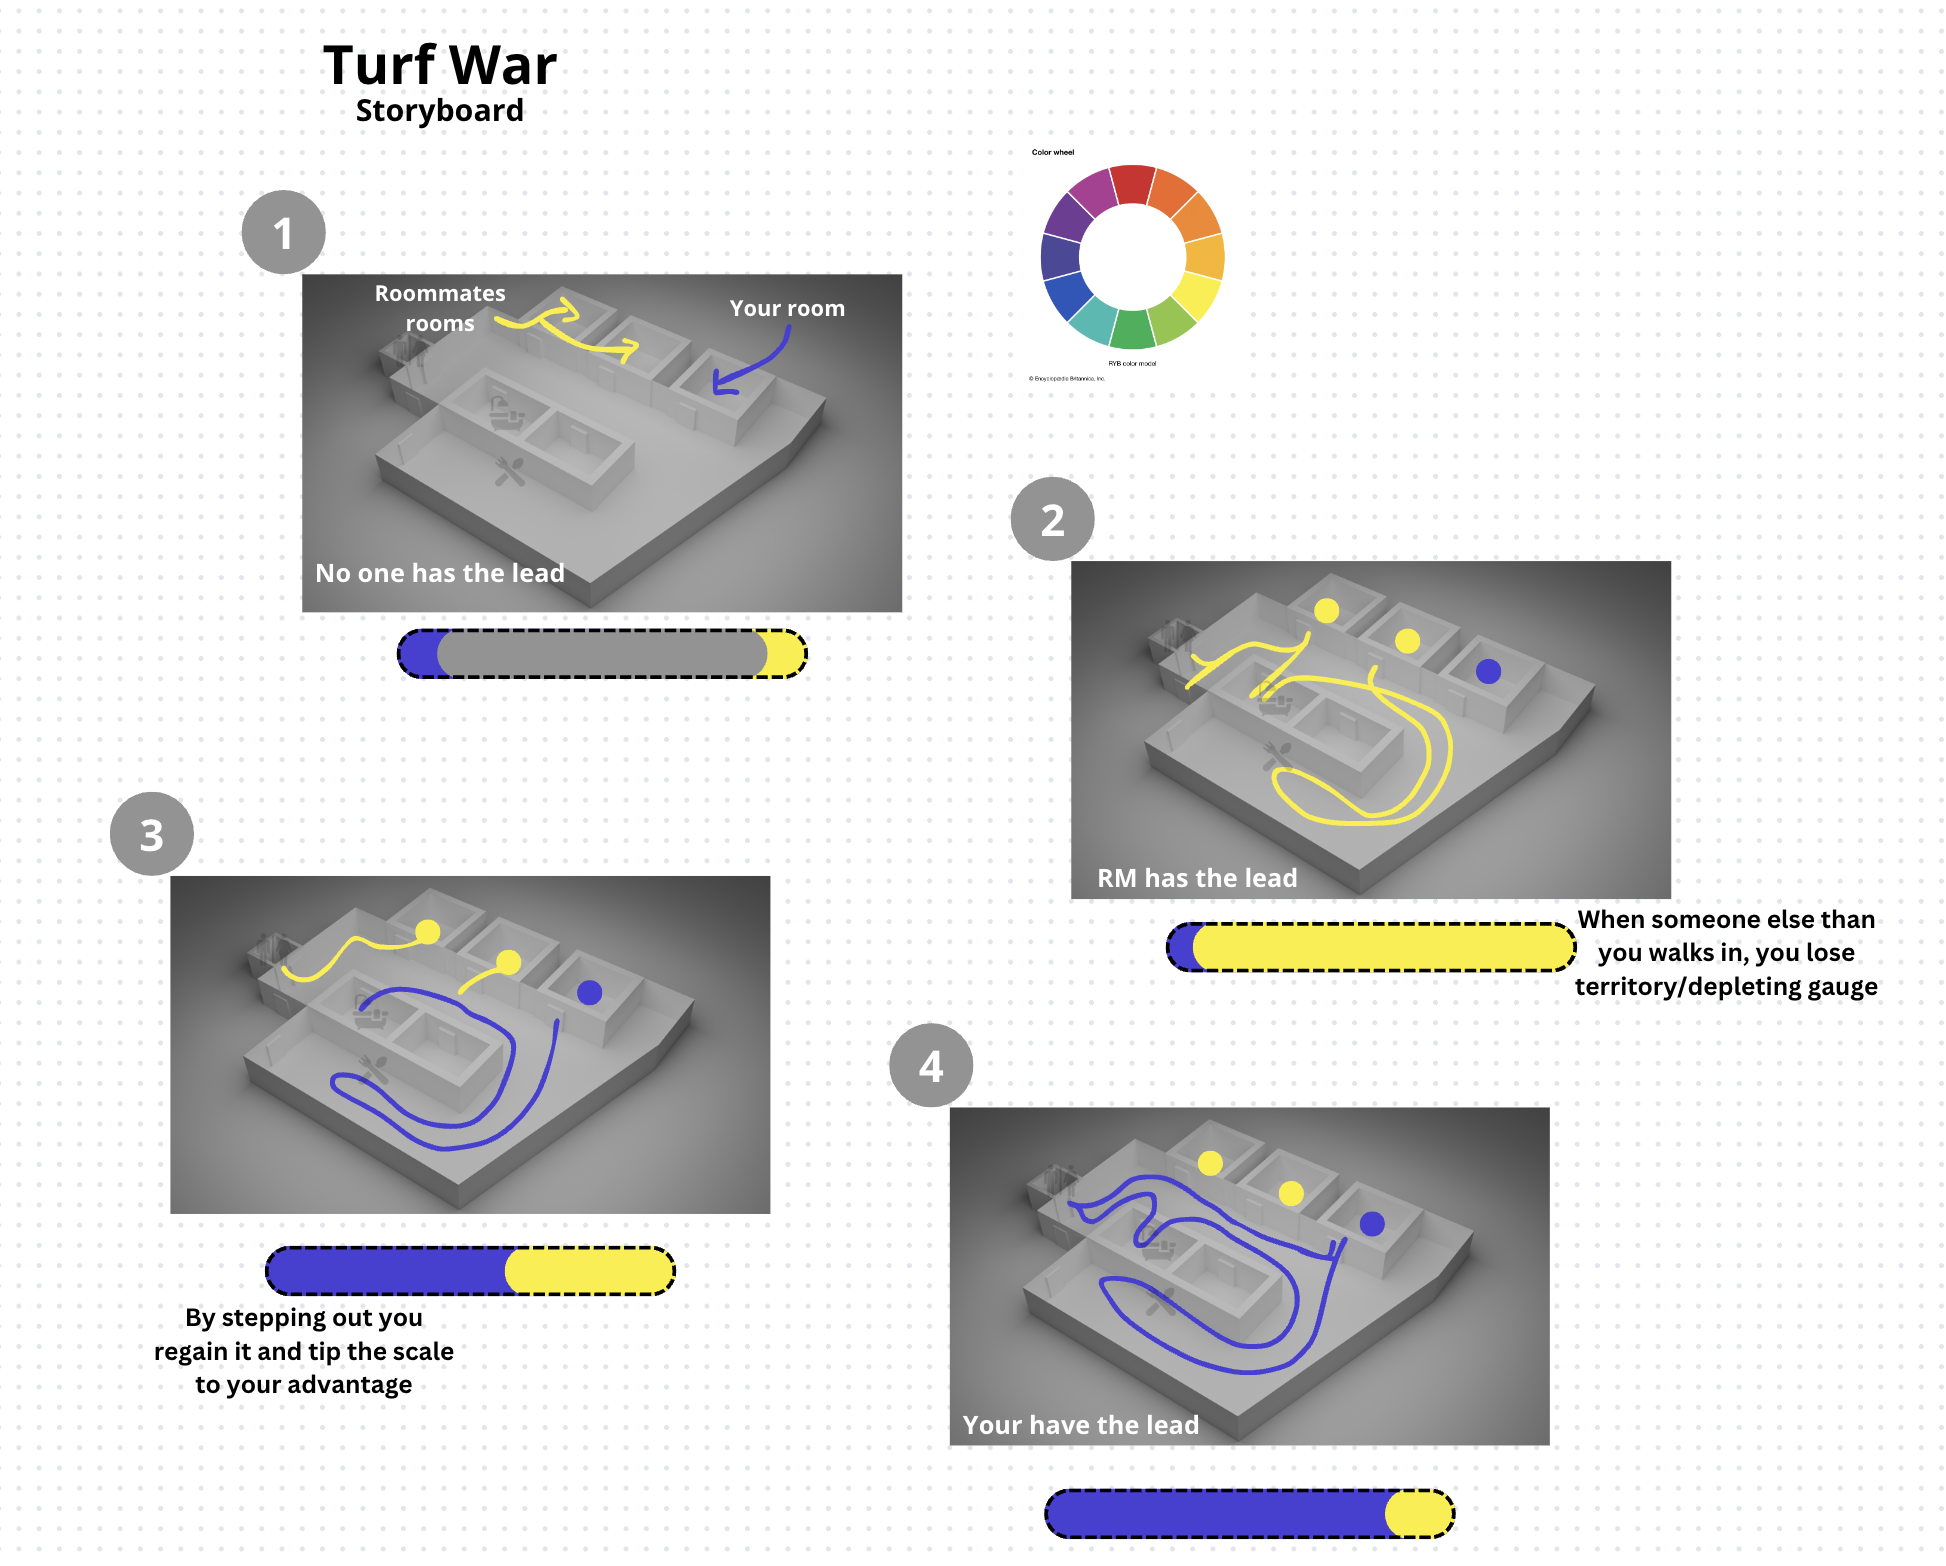 Turf War
Storyboard
Color wheel
RYB color model
© Encyclopædia Britannica, Inc.
1
Roommates
rooms
Your room
No one has the lead
2
RM has the lead
When someone else than
you walks in, you lose
territory/depleting gauge
3
By stepping out you
regain it and tip the scale
to your advantage
4
Your have the lead